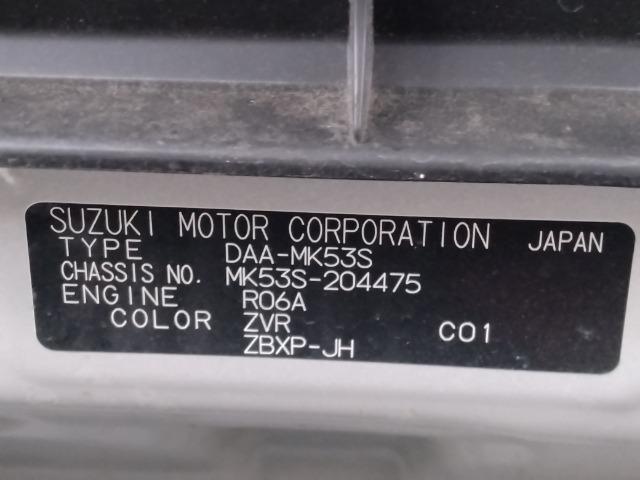 SUZUKI MOTOR CORPORATION JAPAN
TYPE DAA-MK53S
CHASSIS NO. MK53S-204475
ENGINE R06A
COLOR ZVR C01
ZBXP-JH